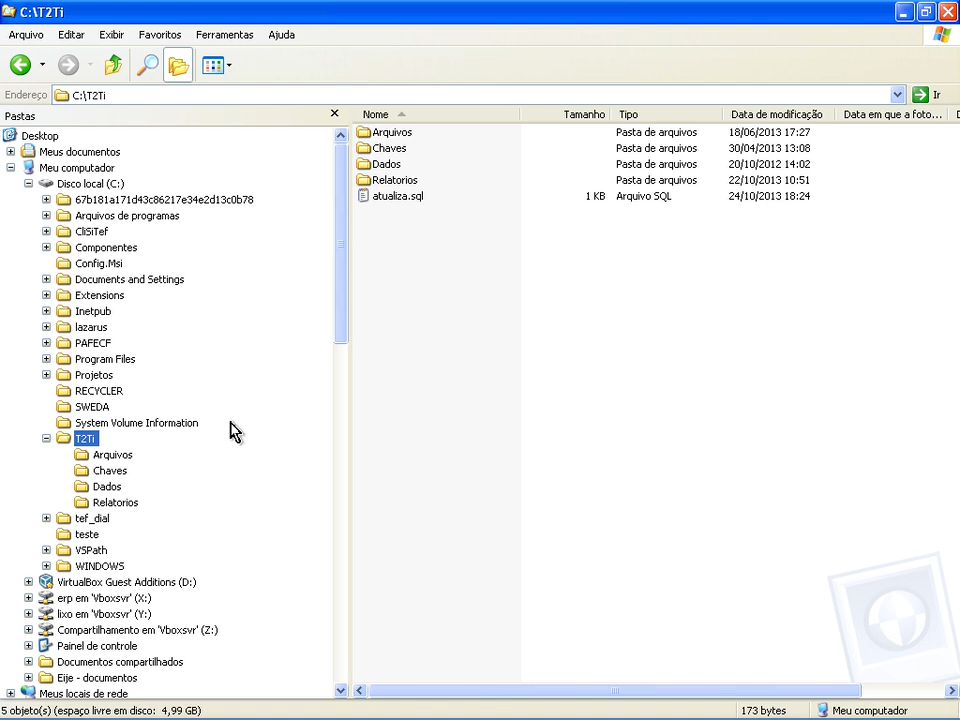 C:\T2Ti
Arquivo Editar Exibir Favoritos Ferramentas Ajuda
Endereço C:\T2Ti Ir
Pastas
Desktop
Meus documentos
Meu computador
Disco local (C:)
67b181a171d43c86217e34e2d13c0b78
Arquivos de programas
CliSiTef
Componentes
Config.Msi
Documents and Settings
Extensions
Inetpub
lazarus
PAFECF
Program Files
Projetos
RECYCLER
SWEDA
System Volume Information
T2Ti
Arquivos
Chaves
Dados
Relatorios
tef_dial
teste
VSPath
WINDOWS
VirtualBox Guest Additions (D:)
erp em 'Vboxsvr' (X:)
lixo em 'Vboxsvr' (Y:)
Compartilhamento em 'Vboxsvr' (Z:)
Painel de controle
Documentos compartilhados
Eije - documentos
Meus locais de rede
Nome Tamanho Tipo Data de modificação Data em que a foto... D
Arquivos Pasta de arquivos 18/06/2013 17:27
Chaves Pasta de arquivos 30/04/2013 13:08
Dados Pasta de arquivos 20/10/2012 14:02
Relatorios Pasta de arquivos 22/10/2013 10:51
atualiza.sql 1 KB Arquivo SQL 24/10/2013 18:24
5 objeto(s) (espaço livre em disco: 4,99 GB) 173 bytes Meu computador